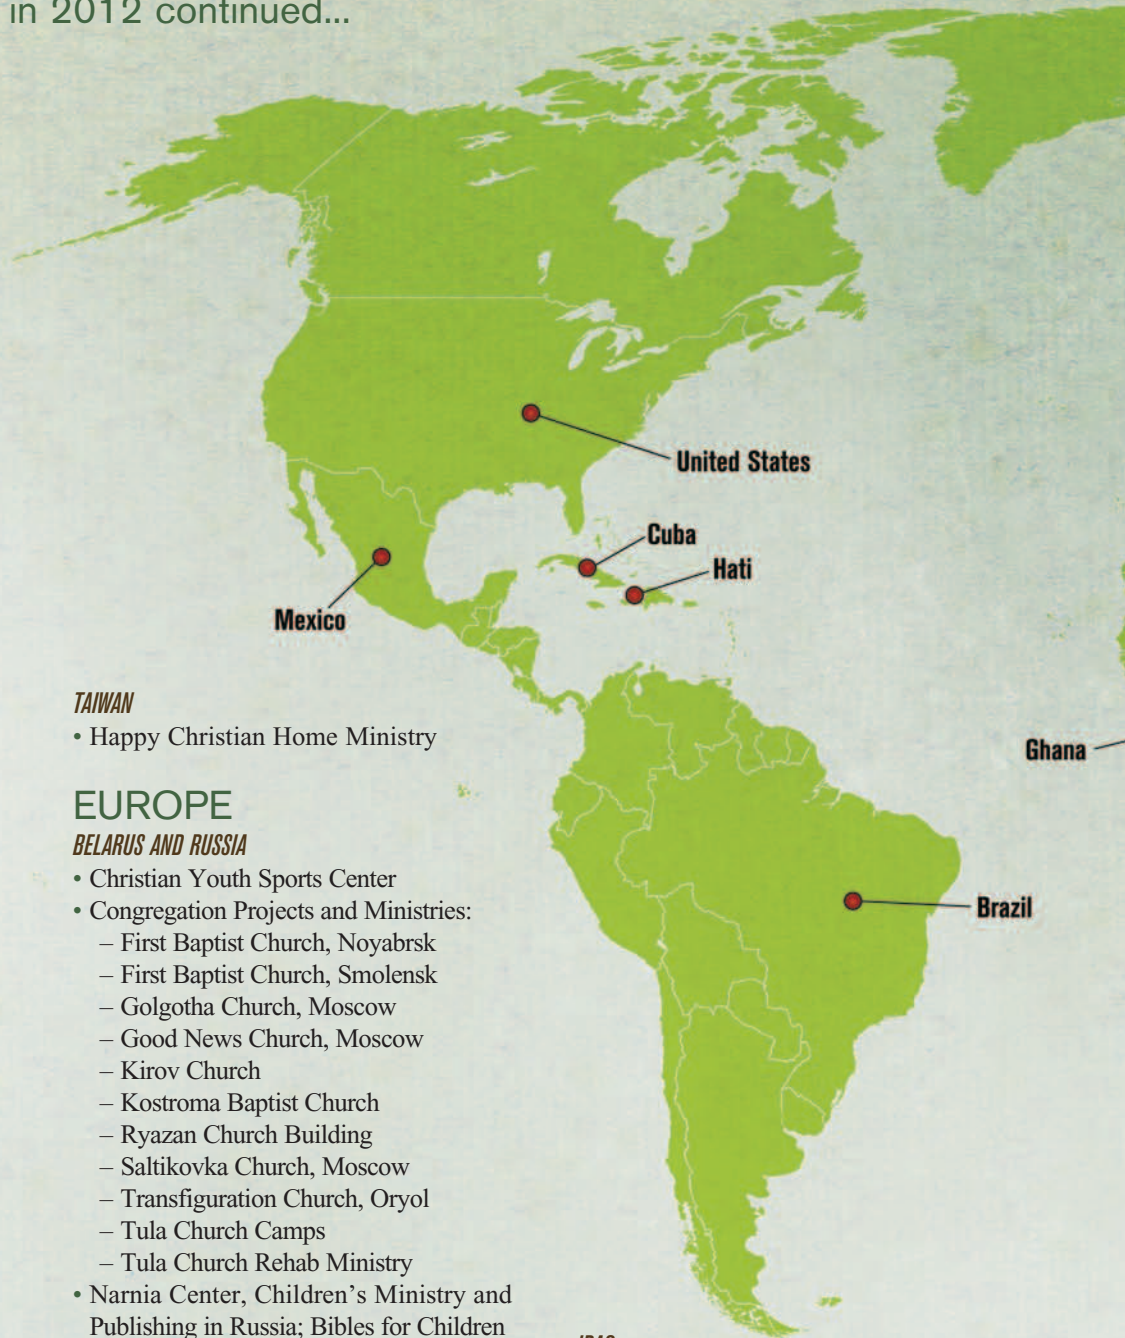 in 2012 continued...
United States
Cuba
Hati
Mexico
Ghana
Brazil
TAIWAN
• Happy Christian Home Ministry
EUROPE
BELARUS AND RUSSIA
• Christian Youth Sports Center
• Congregation Projects and Ministries:
– First Baptist Church, Noyabrsk
– First Baptist Church, Smolensk
– Golgotha Church, Moscow
– Good News Church, Moscow
– Kirov Church
– Kostroma Baptist Church
– Ryazan Church Building
– Saltikovka Church, Moscow
– Transfiguration Church, Oryol
– Tula Church Camps
– Tula Church Rehab Ministry
• Narnia Center, Children’s Ministry and
Publishing in Russia; Bibles for Children